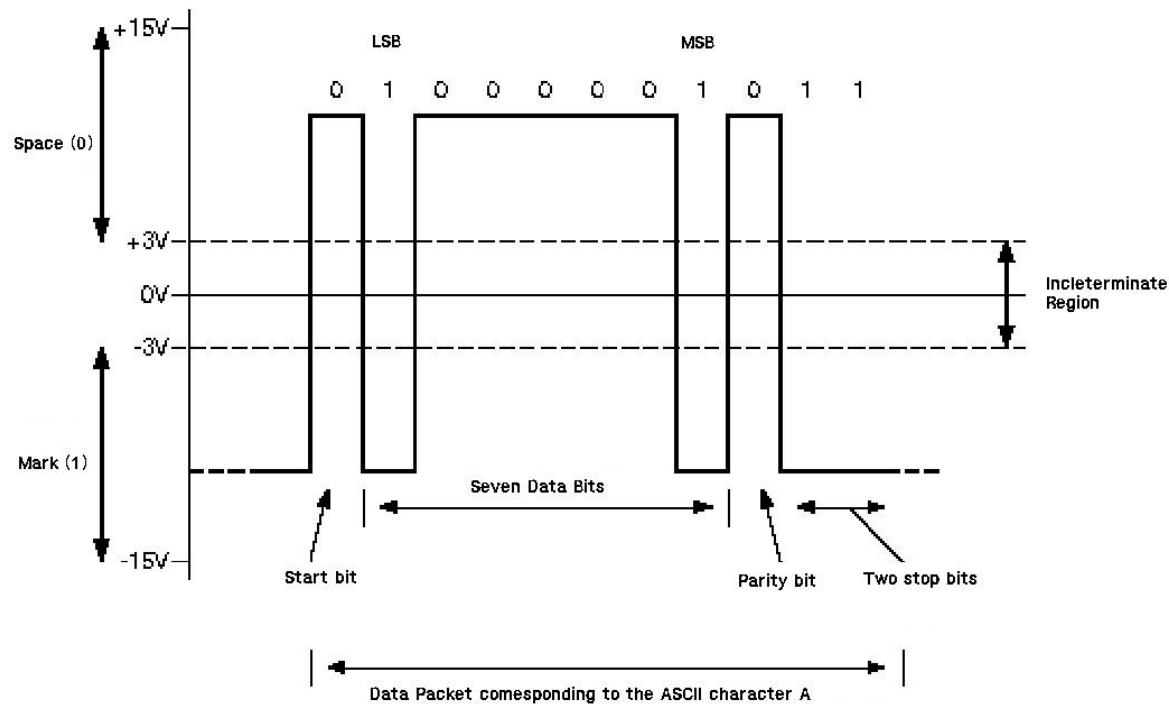 +15V
LSB
MSB
0 1 0 0 0 0 0 1 0 1 1
Space (0)
+3V
0V
Incleterminate
Region
-3V
Mark (1)
Seven Data Bits
-15V
Start bit
Parity bit
Two stop bits
Data Packet comesponding to the ASCII character A